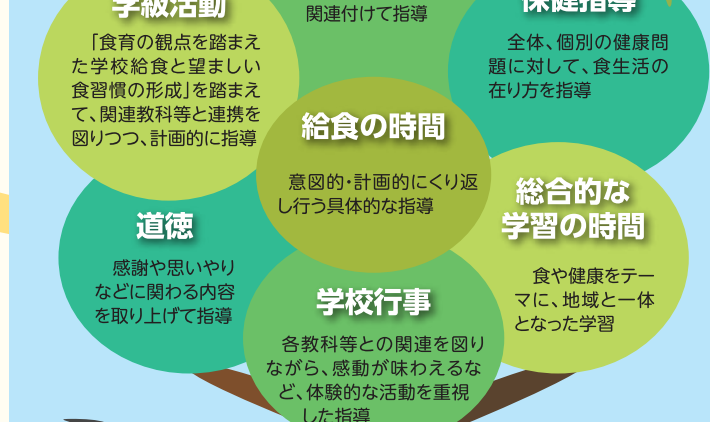 学級活動
「食育の観点を踏まえ
た学校給食と望ましい
食習慣の形成」を踏まえ
て、関連教科等と連携を
図りつつ、計画的に指導
関連付けて指導
保健指導
全体、個別の健康問
題に対して、食生活の
在り方を指導
給食の時間
意図的・計画的にくり返
し行う具体的な指導
道徳
感謝や思いやり
などに関わる内容
を取り上げて指導
総合的な
学習の時間
食や健康をテー
マに、地域と一体
となった学習
学校行事
各教科等との関連を図り
ながら、感動が味わえるな
ど、体験的な活動を重視
した指導